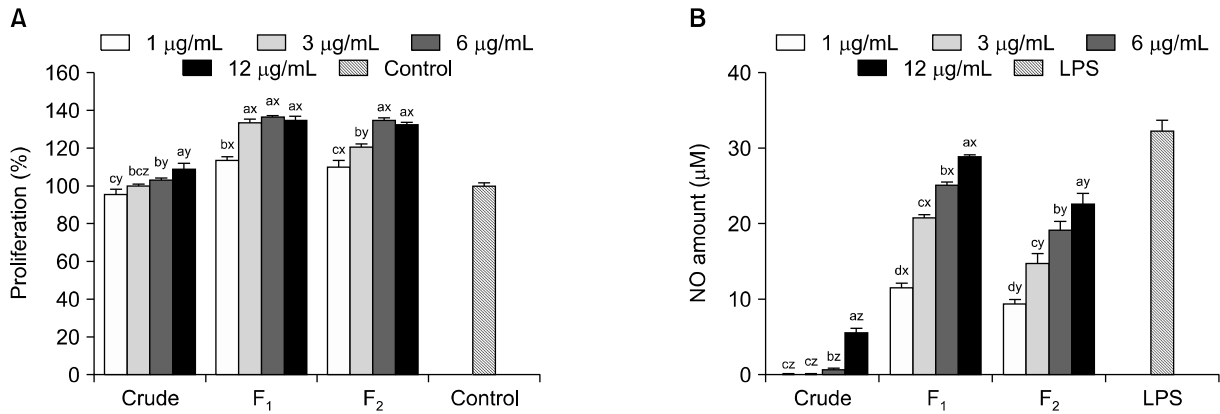 A
1 μg/mL 3 μg/mL 6 μg/mL
12 μg/mL Control
Proliferation (%)
160
140
120
100
80
60
40
20
0
cy bcz by ay
bx ax ax ax
cx by ax ax
Crude F₁ F₂ Control
B
1 μg/mL 3 μg/mL 6 μg/mL
12 μg/mL LPS
NO amount (μM)
40
30
20
10
0
cz cz bz az
dx cx bx ax
dy cy by ay
Crude F₁ F₂ LPS